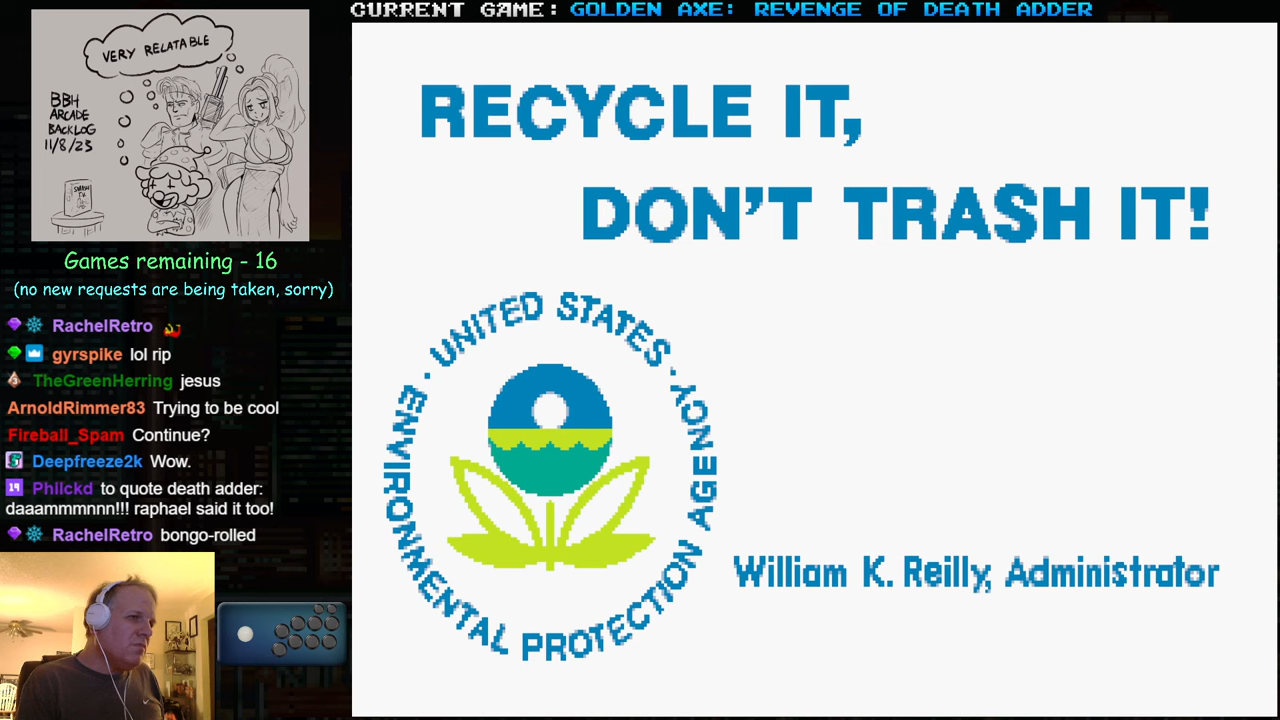 CURRENT GAME: GOLDEN AXE: REVENGE OF DEATH ADDER
VERY RELATABLE
BBH
ARCADE
BACKLOG
11/8/23
SMASH
Games remaining - 16
(no new requests are being taken, sorry)
RachelRetro
gyrspike lol rip
TheGreenHerring jesus
ArnoldRimmer83 Trying to be cool
Fireball_Spam Continue?
Deepfreeze2k Wow.
19 Philckd to quote death adder:
daaammmnnn!!! raphael said it too!
RachelRetro bongo-rolled
RECYCLE IT,
DON'T TRASH IT!
· UNITED STATES ·
ENVIRONMENTAL PROTECTION AGENCY
William K. Reilly, Administrator